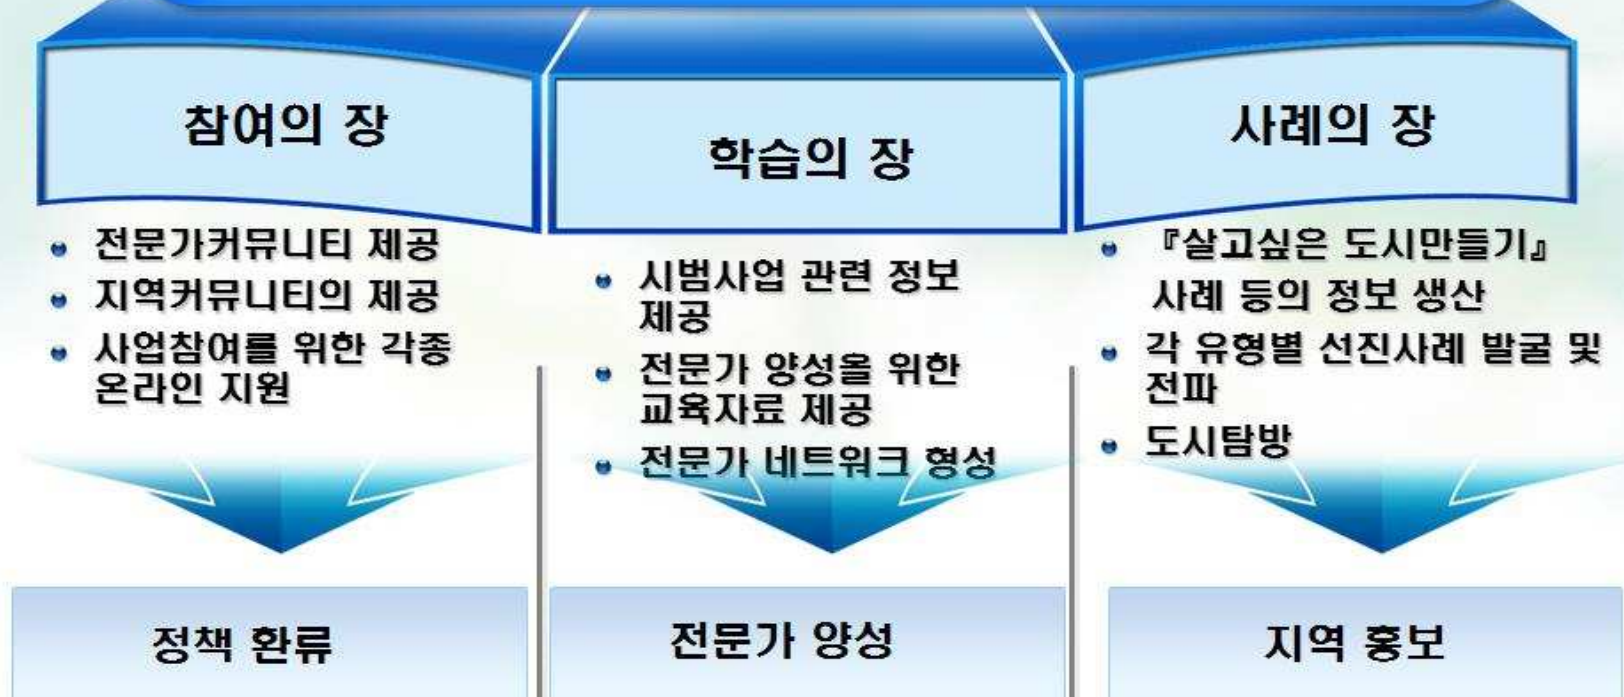 참여의 장
전문가커뮤니티 제공
지역커뮤니티의 제공
사업참여를 위한 각종
온라인 지원
정책 환류
학습의 장
시범사업 관련 정보
제공
전문가 양성을 위한
교육자료 제공
전문가 네트워크 형성
전문가 양성
사례의 장
『살고싶은 도시만들기』
사례 등의 정보 생산
각 유형별 선진사례 발굴 및
전파
도시탐방
지역 홍보